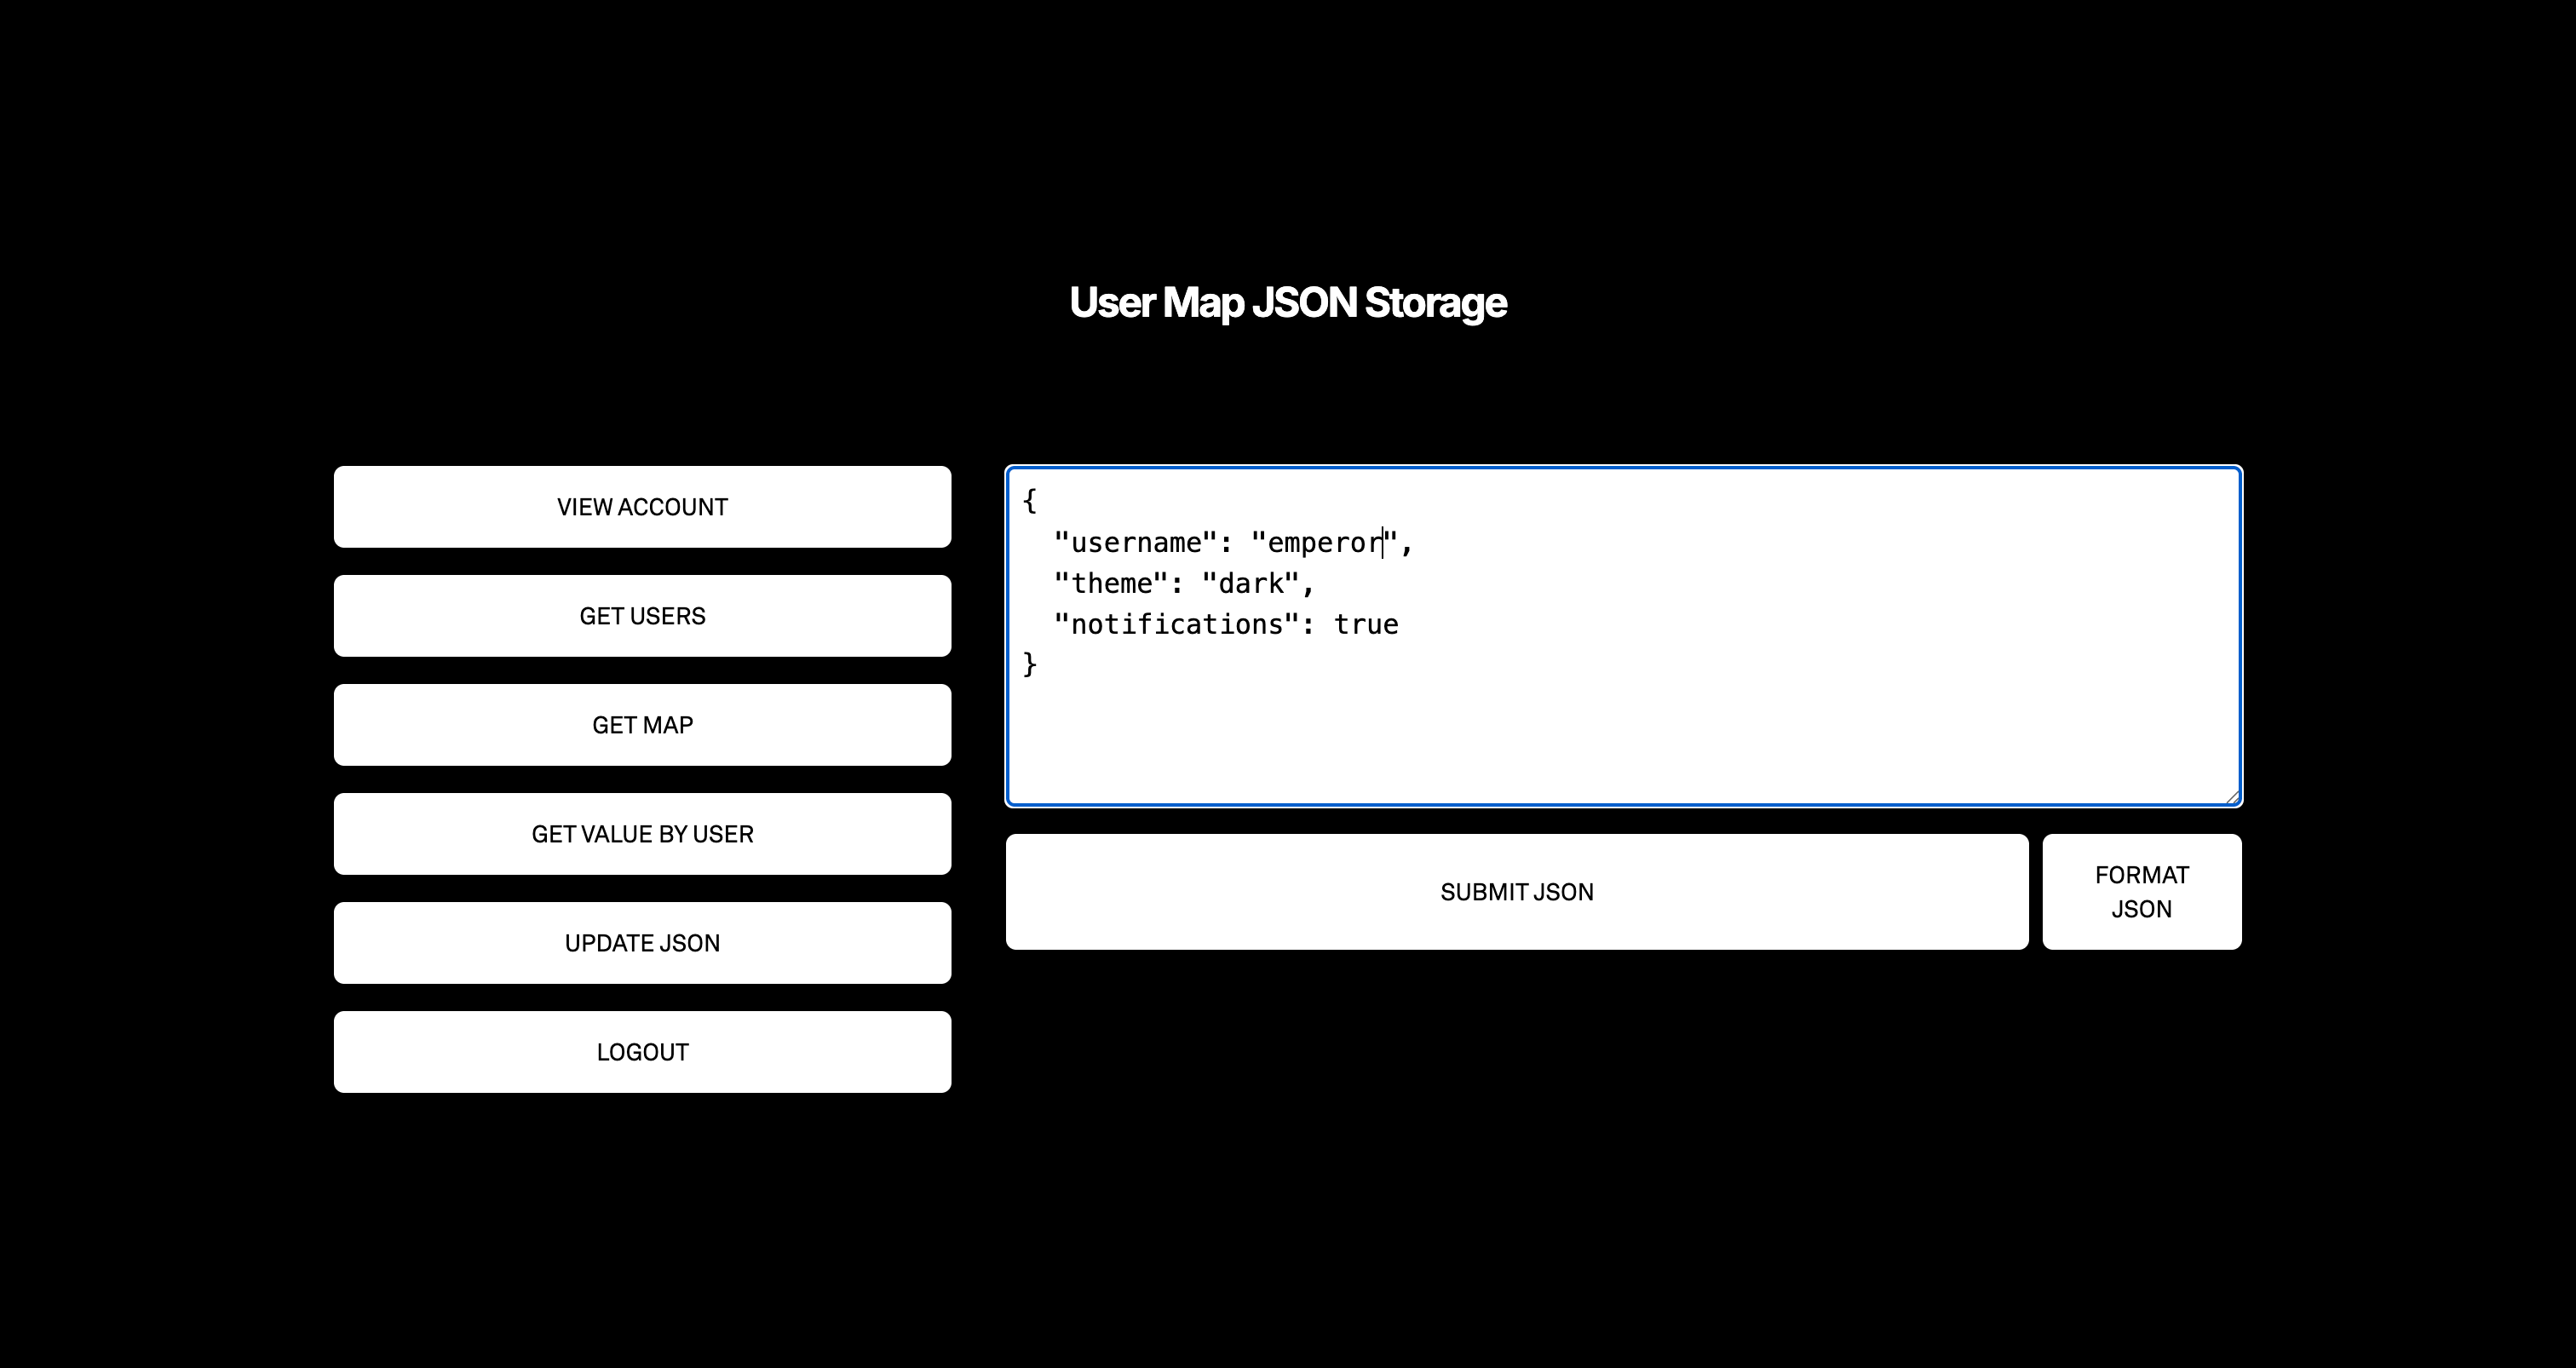 User Map JSON Storage
VIEW ACCOUNT
GET USERS
GET MAP
GET VALUE BY USER
UPDATE JSON
LOGOUT
{
  "username": "emperor",
  "theme": "dark",
  "notifications": true
}
SUBMIT JSON
FORMAT
JSON